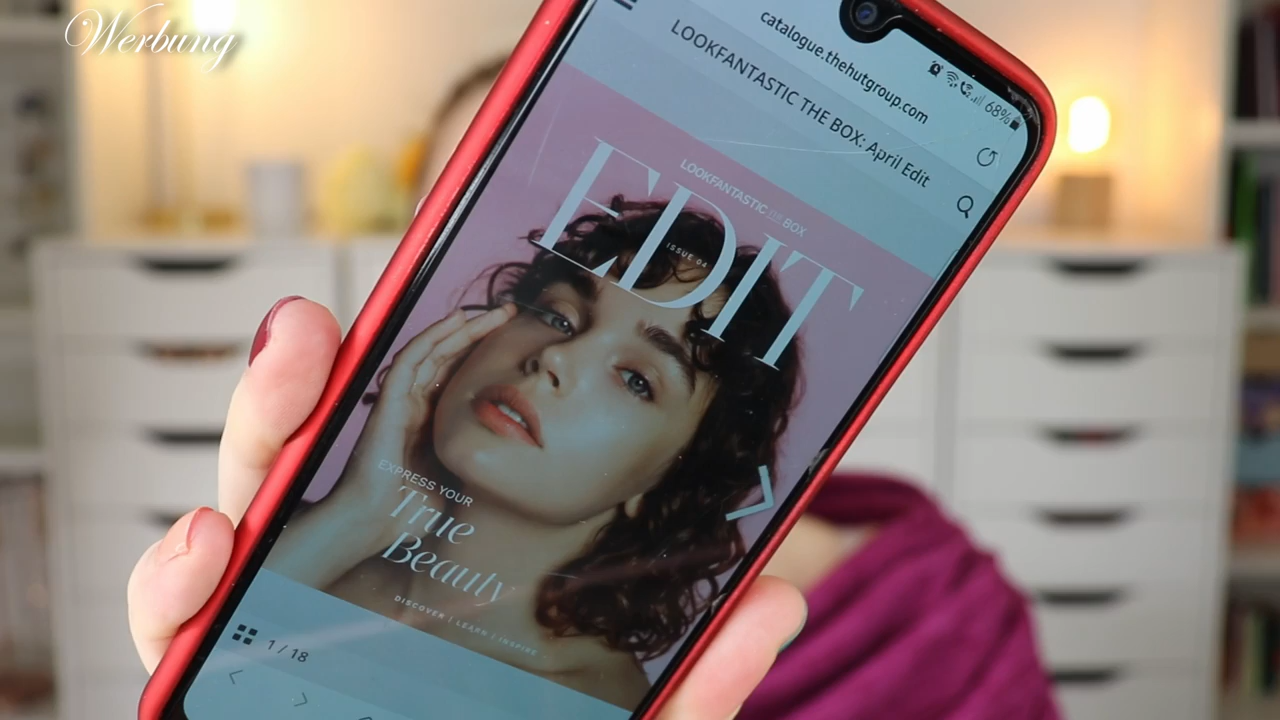 Werbung
catalogue.thehutgroup.com
68%
LOOKFANTASTIC THE BOX: April Edit
LOOKFANTASTIC THE BOX
EDIT
ISSUE 04
EXPRESS YOUR
True
Beauty
DISCOVER | LEARN | INSPIRE
1 / 18